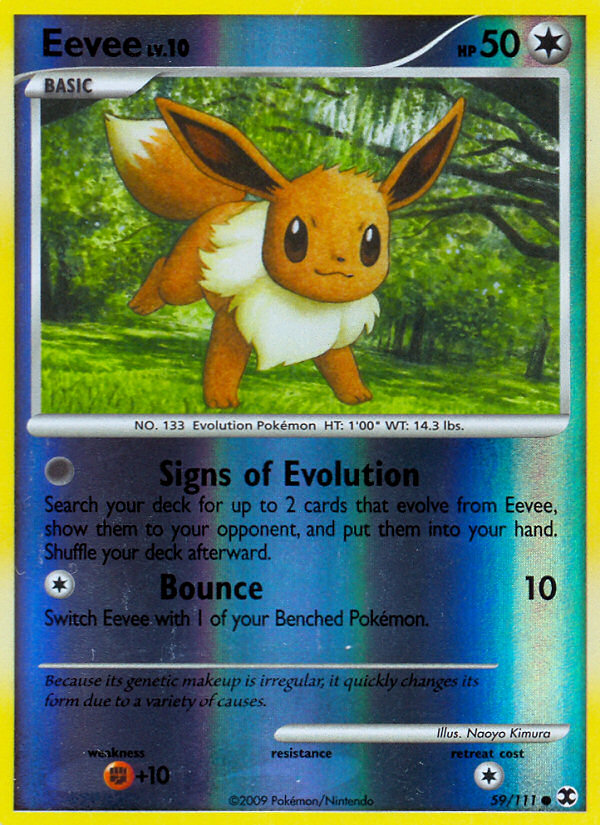 Eevee LV.10 HP 50
BASIC
NO. 133 Evolution Pokémon HT: 1'00" WT: 14.3 lbs.
Signs of Evolution
Search your deck for up to 2 cards that evolve from Eevee,
show them to your opponent, and put them into your hand.
Shuffle your deck afterward.
Bounce 10
Switch Eevee with 1 of your Benched Pokémon.
Because its genetic makeup is irregular, it quickly changes its
form due to a variety of causes.
Illus. Naoyo Kimura
weakness resistance retreat cost
+10
©2009 Pokémon/Nintendo 59/111